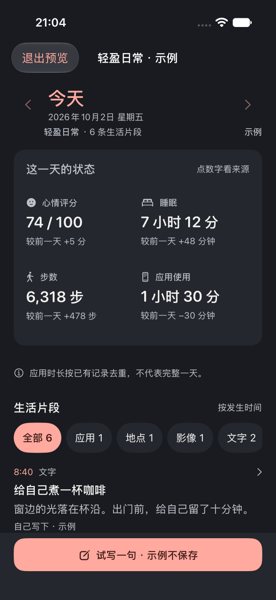 21:04
退出预览
轻盈日常 · 示例
今天
2026年10月2日 星期五
轻盈日常 · 6 条生活片段
示例
这一天的状态
点数字看来源
心情评分
睡眠
74 / 100
7 小时 12 分
较前一天 +5 分
较前一天 +48 分钟
步数
应用使用
6,318 步
1 小时 30 分
较前一天 +478 步
较前一天 −30 分钟
应用时长按已有记录去重，不代表完整一天。
生活片段
按发生时间
全部 6
应用 1
地点 1
影像 1
文字 2
8:40 文字
给自己煮一杯咖啡
窗边的光落在杯沿。出门前，给自己留了十分钟。
自己写下 · 示例
试写一句 · 示例不保存